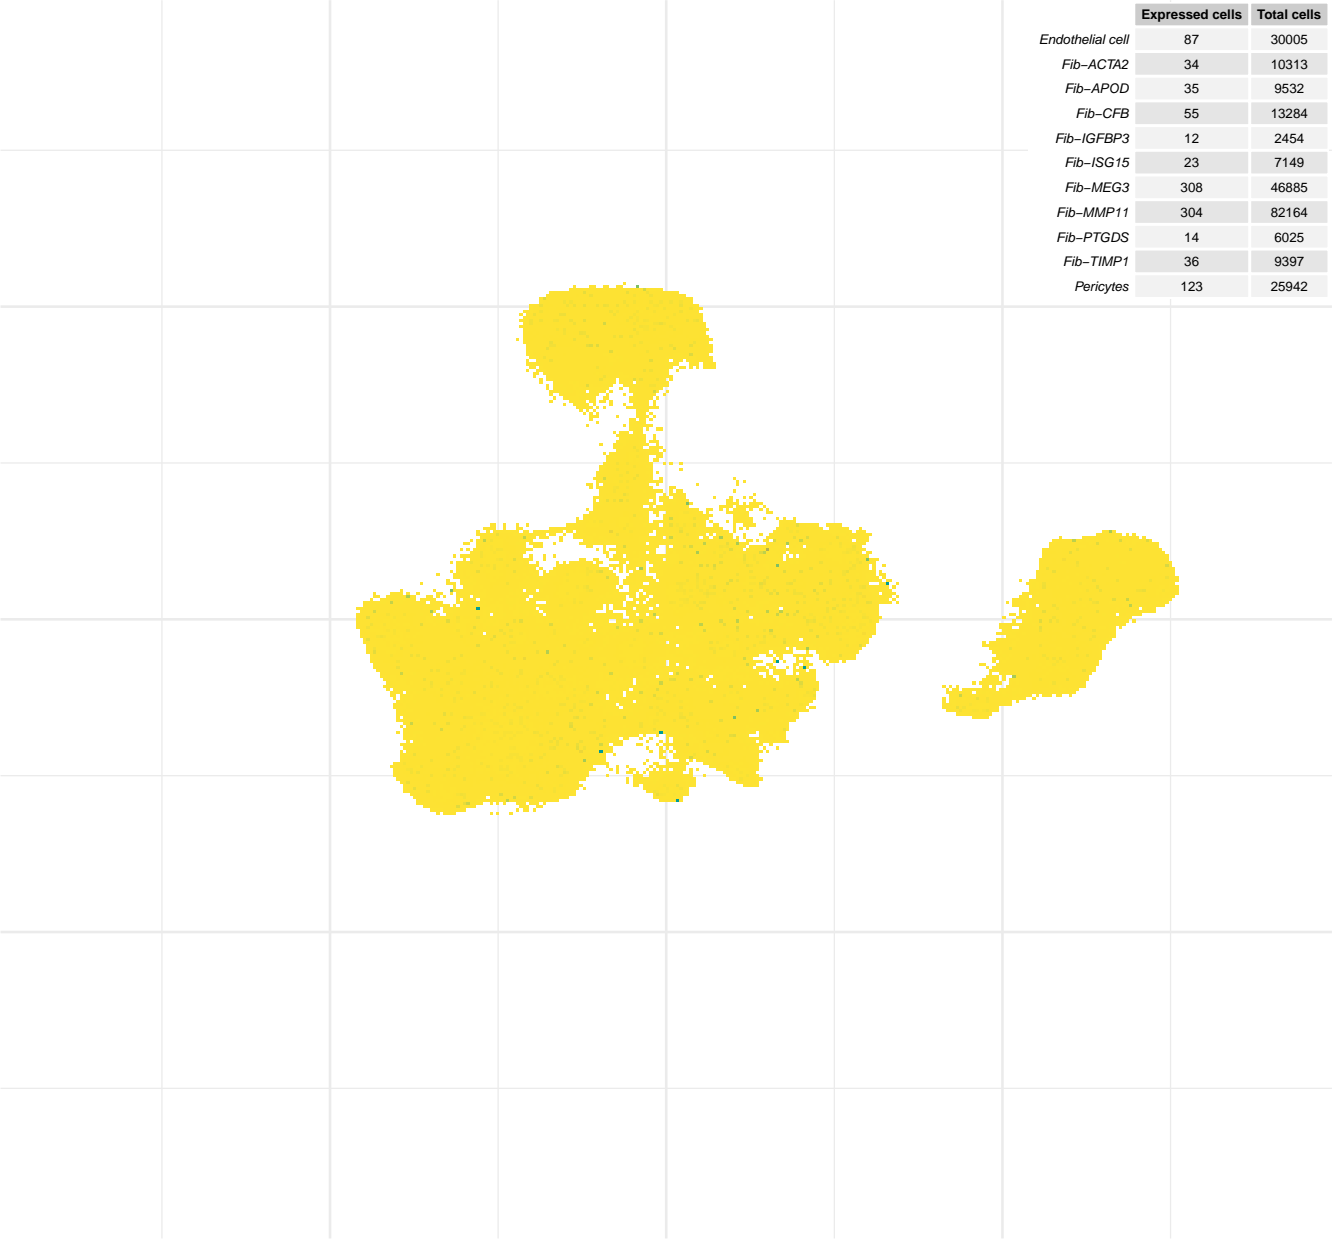 Expressed cells Total cells
Endothelial cell 87 30005
Fib−ACTA2 34 10313
Fib−APOD 35 9532
Fib−CFB 55 13284
Fib−IGFBP3 12 2454
Fib−ISG15 23 7149
Fib−MEG3 308 46885
Fib−MMP11 304 82164
Fib−PTGDS 14 6025
Fib−TIMP1 36 9397
Pericytes 123 25942